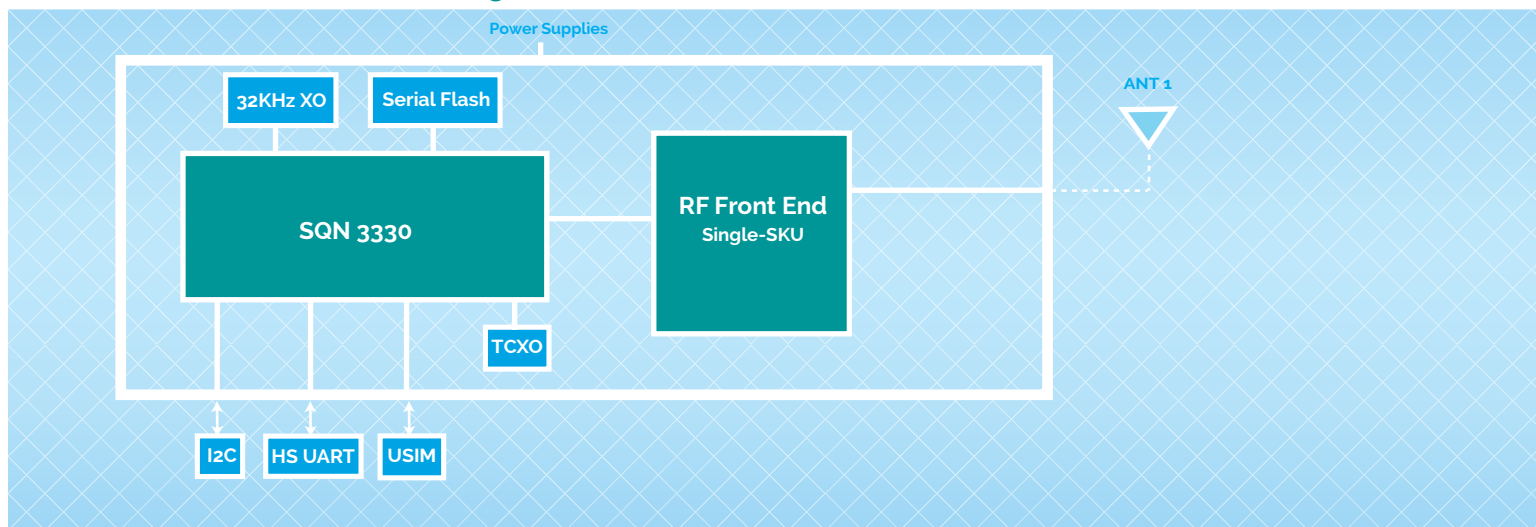 Power Supplies
32KHz XO
Serial Flash
ANT 1
SQN 3330
RF Front End
Single-SKU
TCXO
I2C
HS UART
USIM